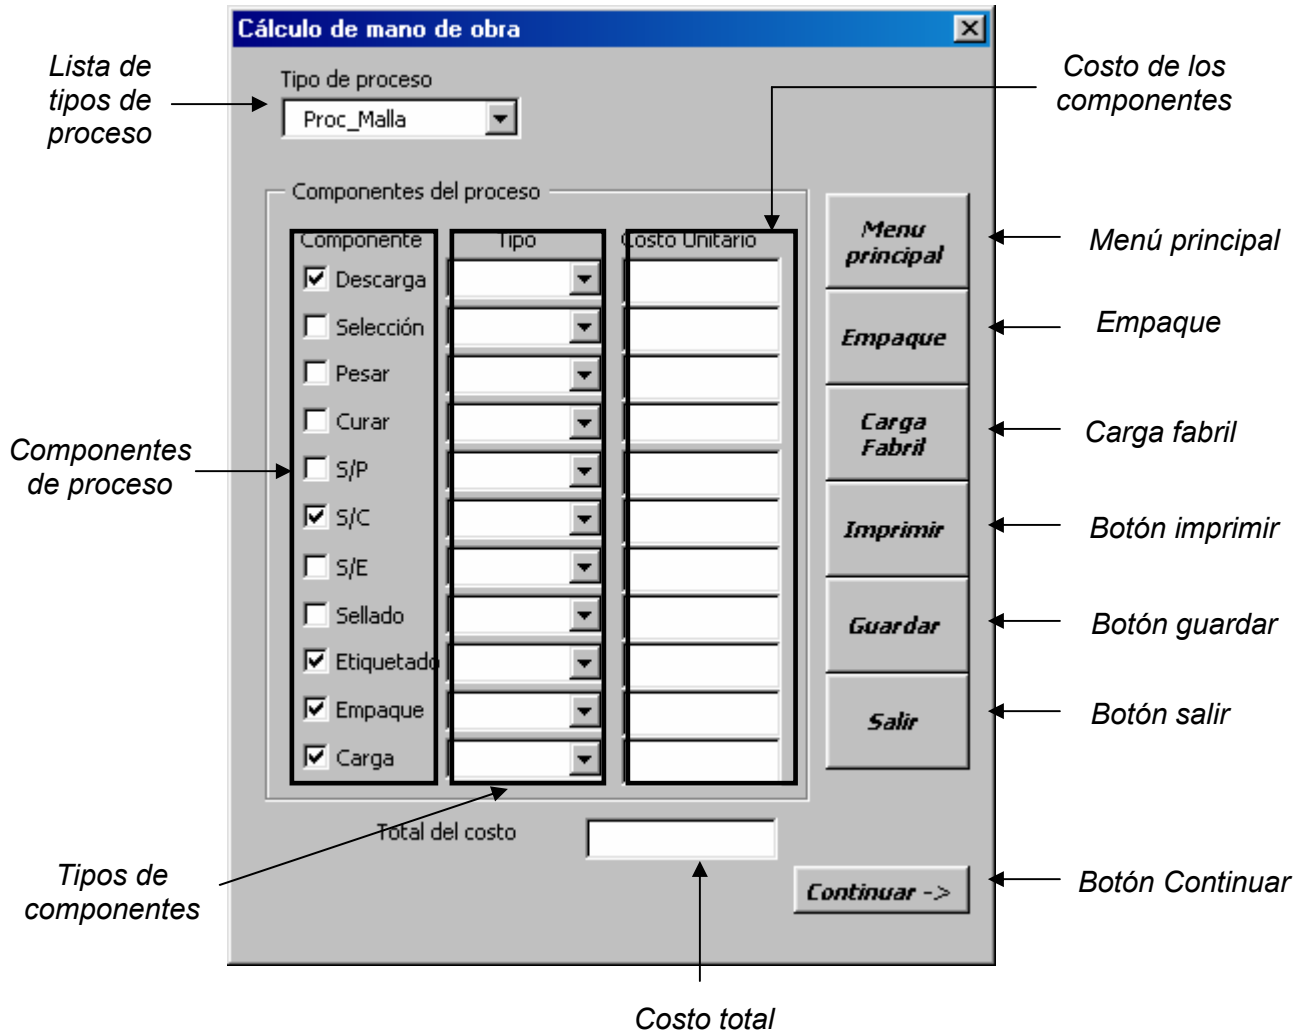 Cálculo de mano de obra
Lista de
tipos de
proceso
Tipo de proceso
Proc_Malla
Costo de los
componentes
Componentes del proceso
Componente Tipo Costo Unitario
Descarga
Selección
Pesar
Curar
S/P
S/C
S/E
Sellado
Etiquetado
Empaque
Carga
Componentes
de proceso
Menu
principal
Menú principal
Empaque
Empaque
Carga
Fabril
Carga fabril
Imprimir
Botón imprimir
Guardar
Botón guardar
Salir
Botón salir
Total del costo
Tipos de
componentes
Continuar ->
Botón Continuar
Costo total